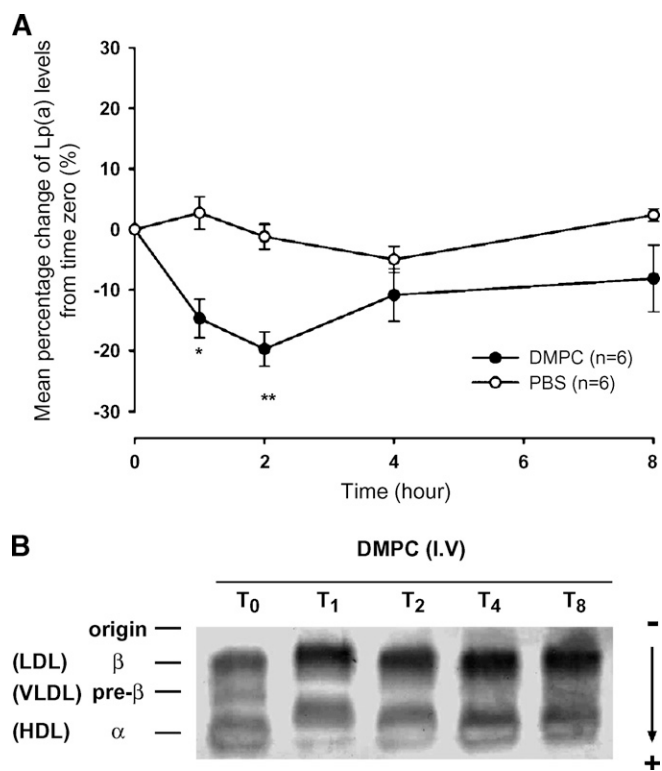 A
Mean percentage change of Lp(a) levels
from time zero (%)
30
20
10
0
-10
-20
-30
*
**
DMPC (n=6)
PBS (n=6)
0 2 4 6 8
Time (hour)
B
DMPC (I.V)
T0 T1 T2 T4 T8
origin
(LDL) β
(VLDL) pre-β
(HDL) α
-
+